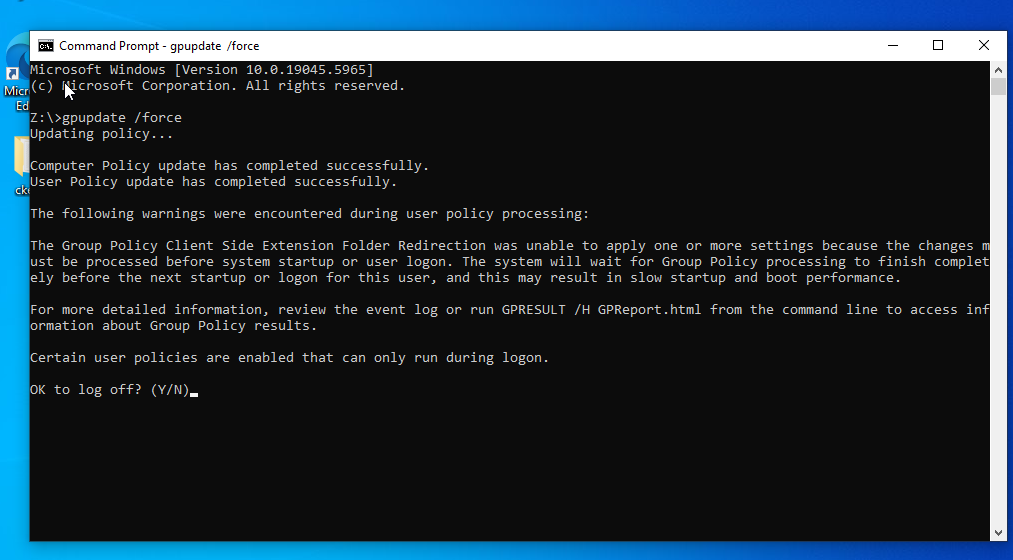 Command Prompt - gpupdate /force
Microsoft Windows [Version 10.0.19045.5965]
(c) Microsoft Corporation. All rights reserved.
Z:\>gpupdate /force
Updating policy...
Computer Policy update has completed successfully.
User Policy update has completed successfully.
The following warnings were encountered during user policy processing:
The Group Policy Client Side Extension Folder Redirection was unable to apply one or more settings because the changes m
ust be processed before system startup or user logon. The system will wait for Group Policy processing to finish complet
ely before the next startup or logon for this user, and this may result in slow startup and boot performance.
For more detailed information, review the event log or run GPRESULT /H GPReport.html from the command line to access inf
ormation about Group Policy results.
Certain user policies are enabled that can only run during logon.
OK to log off? (Y/N)